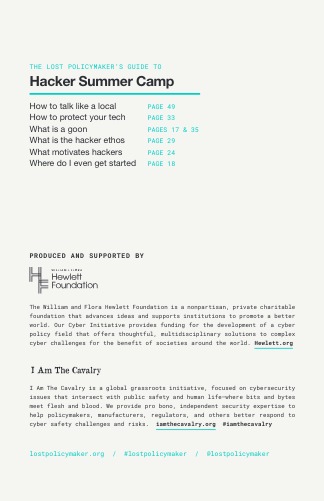 THE LOST POLICYMAKER'S GUIDE TO
Hacker Summer Camp
How to talk like a local PAGE 49
How to protect your tech PAGE 33
What is a goon PAGES 17 & 35
What is the hacker ethos PAGE 29
What motivates hackers PAGE 24
Where do I even get started PAGE 18
PRODUCED AND SUPPORTED BY
Hewlett
Foundation
The William and Flora Hewlett Foundation is a nonpartisan, private charitable
foundation that advances ideas and supports institutions to promote a better
world. Our Cyber Initiative provides funding for the development of a cyber
policy field that offers thoughtful, multidisciplinary solutions to complex
cyber challenges for the benefit of societies around the world. Hewlett.org
I Am The Cavalry
I Am The Cavalry is a global grassroots initiative, focused on cybersecurity
issues that intersect with public safety and human life—where bits and bytes
meet flesh and blood. We provide pro bono, independent security expertise to
help policymakers, manufacturers, regulators, and others better respond to
cyber safety challenges and risks. iamthecavalry.org #iamthecavalry
lostpolicymaker.org / #lostpolicymaker / #lostpolicymaker